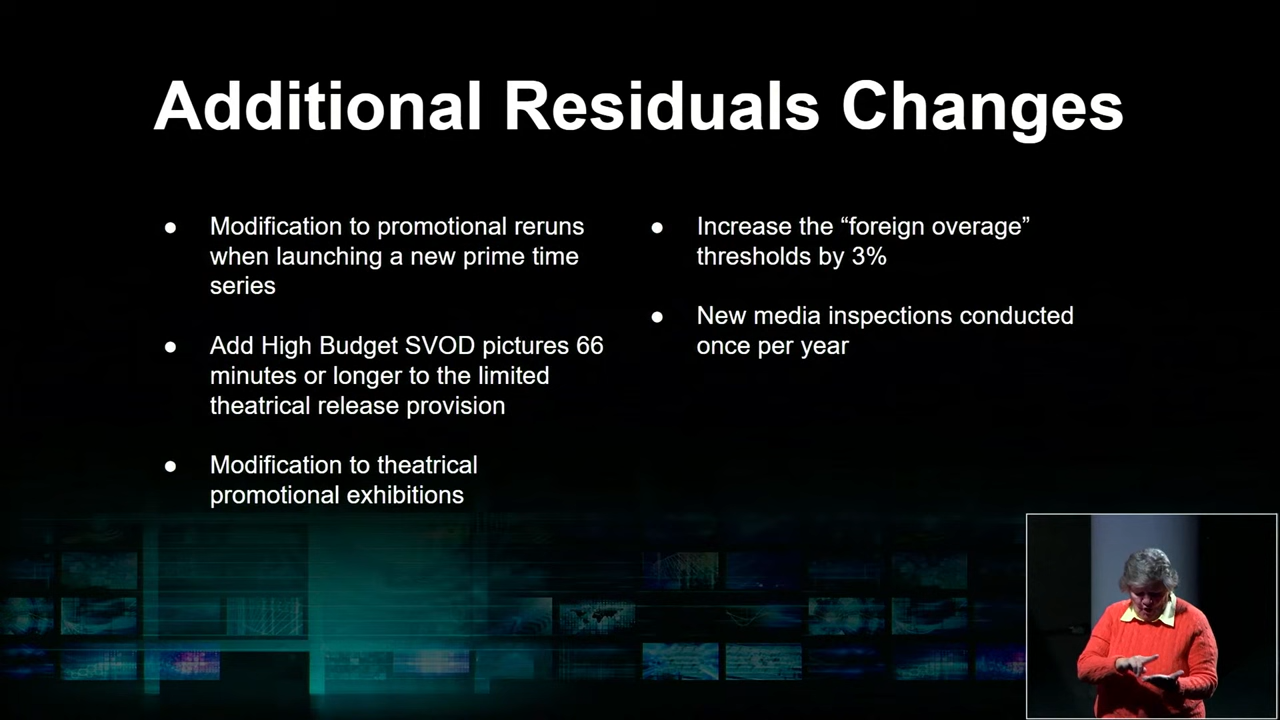 Additional Residuals Changes
● Modification to promotional reruns
when launching a new prime time
series
● Add High Budget SVOD pictures 66
minutes or longer to the limited
theatrical release provision
● Modification to theatrical
promotional exhibitions
● Increase the “foreign overage”
thresholds by 3%
● New media inspections conducted
once per year